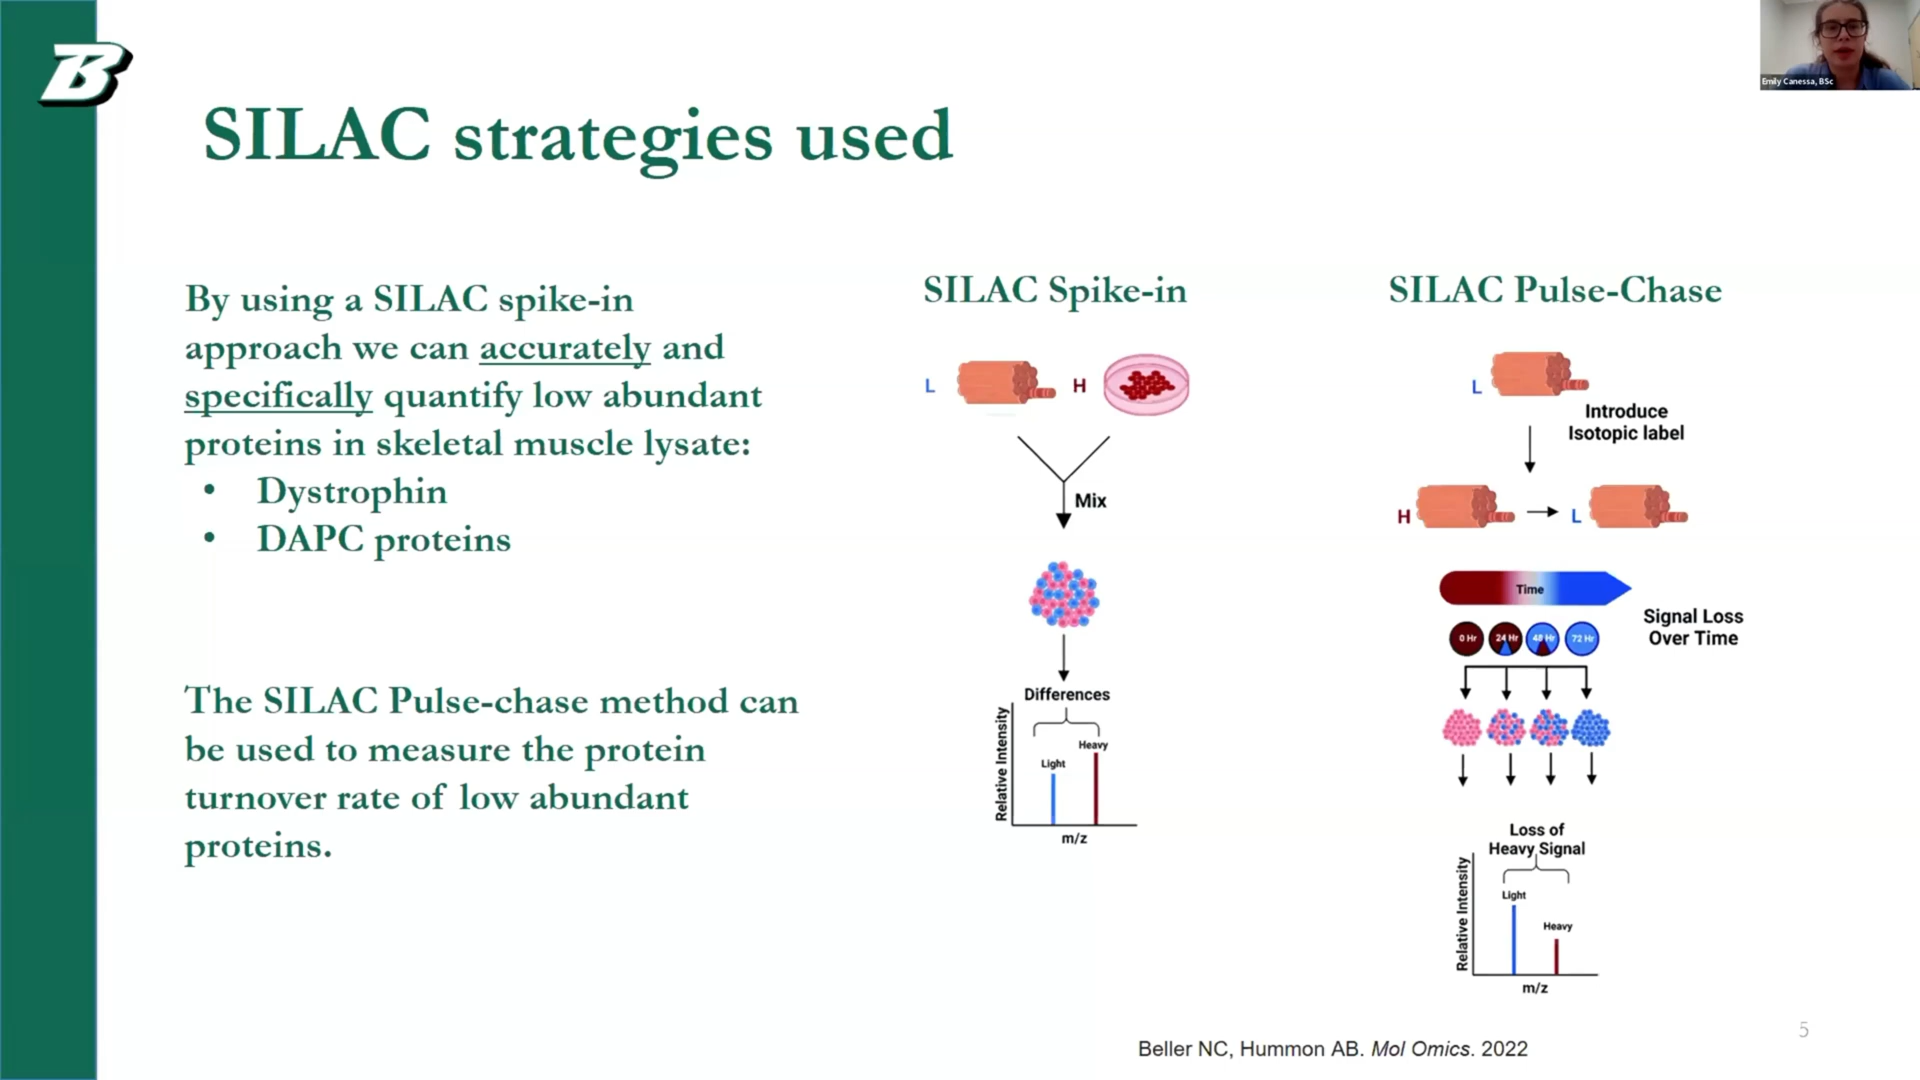 B
Emily Canessa, BSc
SILAC strategies used
By using a SILAC spike-in
approach we can accurately and
specifically quantify low abundant
proteins in skeletal muscle lysate:
• Dystrophin
• DAPC proteins
The SILAC Pulse-chase method can
be used to measure the protein
turnover rate of low abundant
proteins.
SILAC Spike-in
L
H
Mix
Differences
Heavy
Light
Relative Intensity
m/z
SILAC Pulse-Chase
L
Introduce
Isotopic label
H
L
Time
Signal Loss
Over Time
0 Hr
24 Hr
48 Hr
72 Hr
Loss of
Heavy Signal
Light
Heavy
Relative Intensity
m/z
5
Beller NC, Hummon AB. Mol Omics. 2022